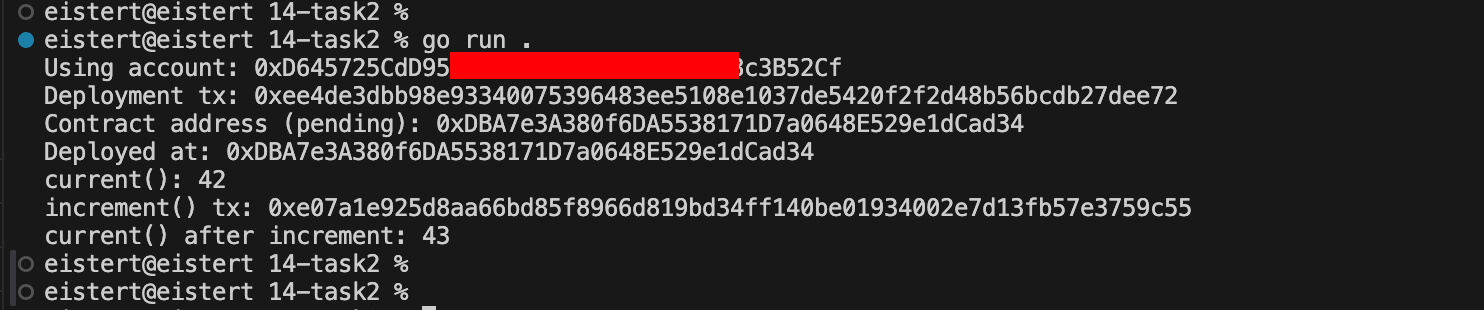 eistert@eistert 14-task2 %
eistert@eistert 14-task2 % go run .
Using account: 0xD645725CdD95 c3B52Cf
Deployment tx: 0xee4de3dbb98e93340075396483ee5108e1037de5420f2f2d48b56bcdb27dee72
Contract address (pending): 0xDBA7e3A380f6DA5538171D7a0648E529e1dCad34
Deployed at: 0xDBA7e3A380f6DA5538171D7a0648E529e1dCad34
current(): 42
increment() tx: 0xe07a1e925d8aa66bd85f8966d819bd34ff140be01934002e7d13fb57e3759c55
current() after increment: 43
eistert@eistert 14-task2 %
eistert@eistert 14-task2 %